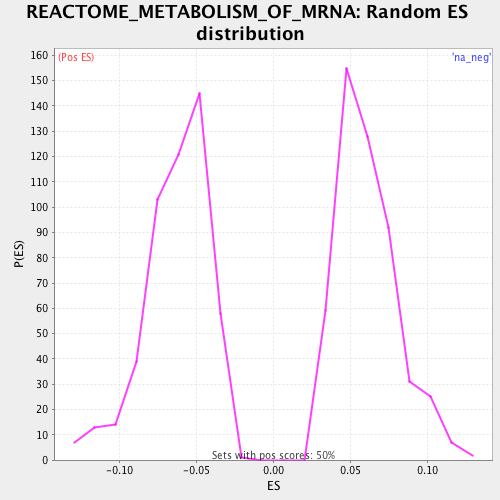 REACTOME_METABOLISM_OF_MRNA: Random ES
distribution
(Pos ES)
'na_neg'
160
150
140
130
120
110
100
90
80
70
60
50
40
30
20
10
0
P(ES)
Sets with pos scores: 50%
-0.10 -0.05 0.00 0.05 0.10
ES